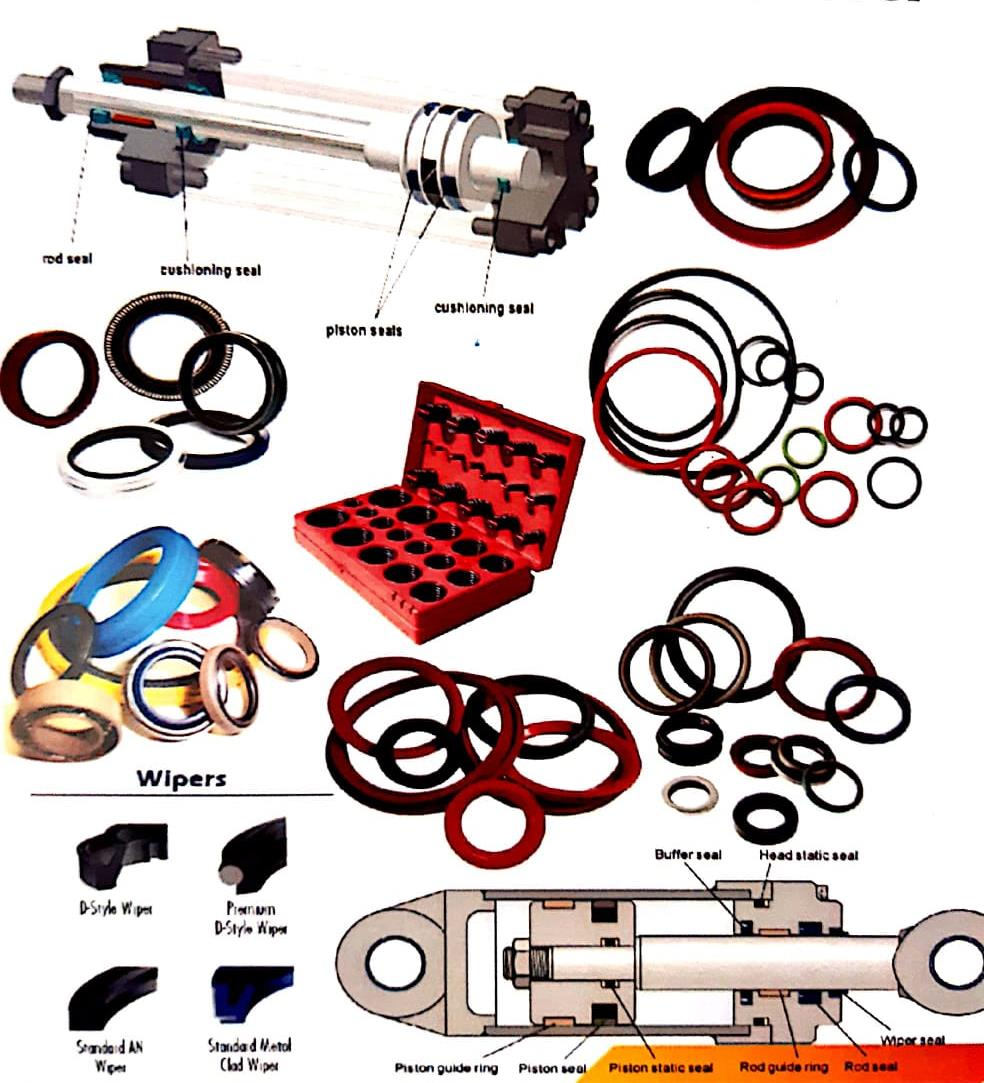 rod seal
cushioning seal
piston seals
cushioning seal
Wipers
D-Style Wiper
Premium
D-Style Wiper
Standard AN
Wiper
Standard Metal
Clad Wiper
Buffer seal
Head static seal
Wiper seal
Piston guide ring
Piston seal
Piston static seal
Rod guide ring
Rod seal